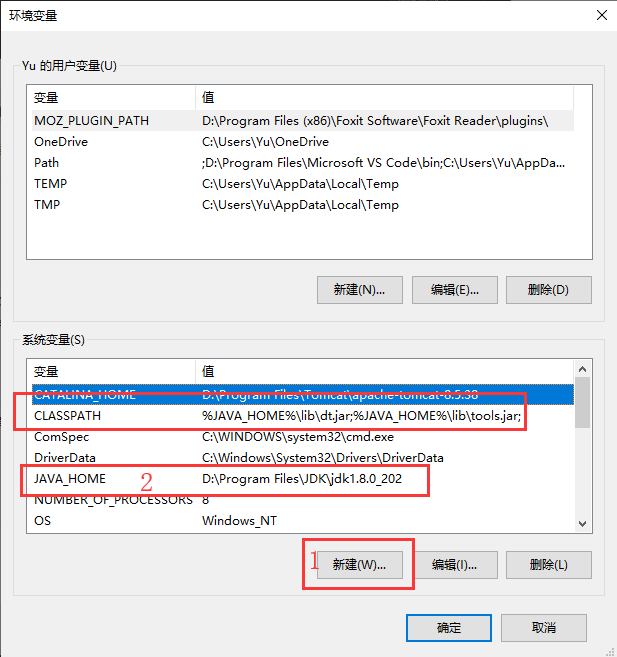 环境变量
Yu 的用户变量(U)
变量 值
MOZ_PLUGIN_PATH D:\Program Files (x86)\Foxit Software\Foxit Reader\plugins\
OneDrive C:\Users\Yu\OneDrive
Path ;D:\Program Files\Microsoft VS Code\bin;C:\Users\Yu\AppDa...
TEMP C:\Users\Yu\AppData\Local\Temp
TMP C:\Users\Yu\AppData\Local\Temp
新建(N)... 编辑(E)... 删除(D)
系统变量(S)
变量 值
CATALINA_HOME D:\Program Files\Tomcat\apache-tomcat-8.5.38
CLASSPATH %JAVA_HOME%\lib\dt.jar;%JAVA_HOME%\lib\tools.jar;
ComSpec C:\WINDOWS\system32\cmd.exe
DriverData C:\Windows\System32\Drivers\DriverData
JAVA_HOME 2 D:\Program Files\JDK\jdk1.8.0_202
NUMBER_OF_PROCESSORS 8
OS Windows_NT
1 新建(W)... 编辑(I)... 删除(L)
确定 取消